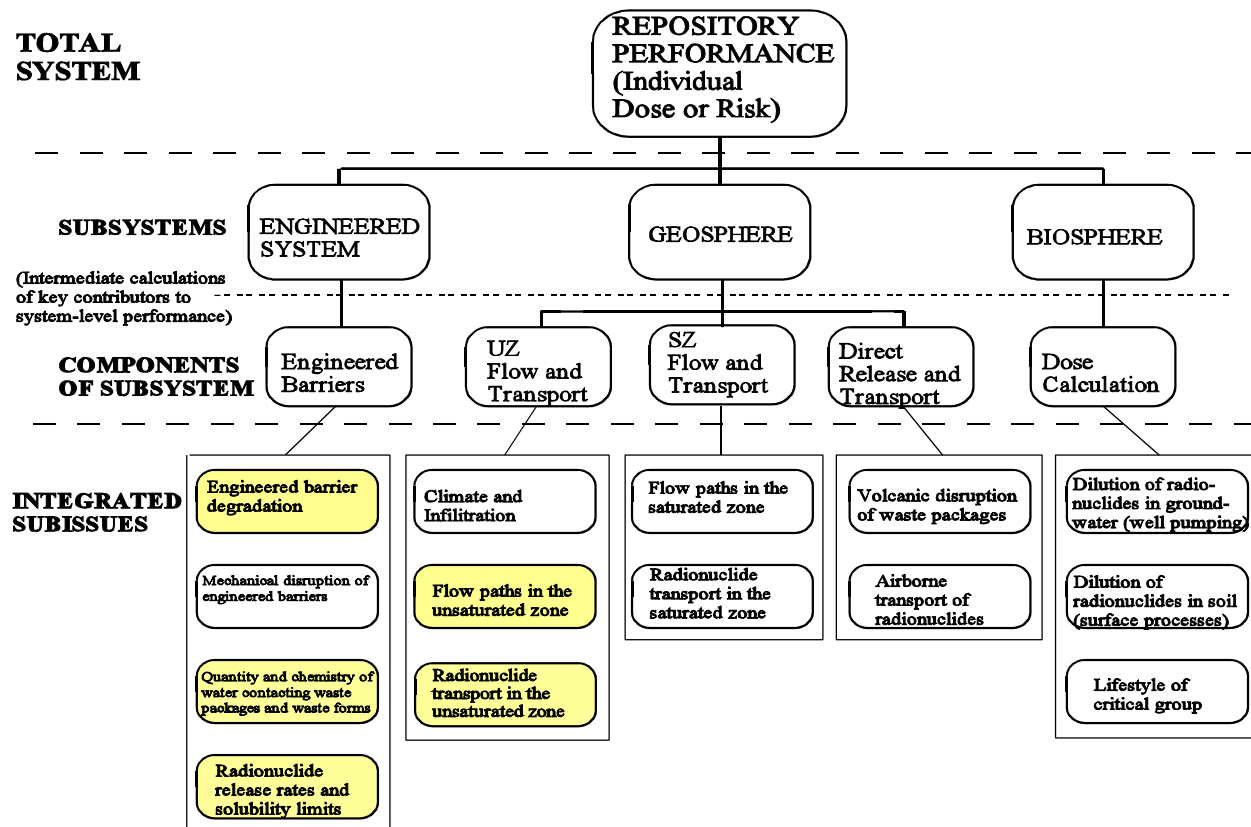 TOTAL
SYSTEM
REPOSITORY
PERFORMANCE
(Individual
Dose or Risk)
SUBSYSTEMS
(Intermediate calculations
of key contributors to
system-level performance)
ENGINEERED
SYSTEM
GEOSPHERE
BIOSPHERE
COMPONENTS
OF SUBSYSTEM
Engineered
Barriers
UZ
Flow and
Transport
SZ
Flow and
Transport
Direct
Release and
Transport
Dose
Calculation
INTEGRATED
SUBISSUES
Engineered barrier
degradation
Mechanical disruption of
engineered barriers
Quantity and chemistry of
water contacting waste
packages and waste forms
Radionuclide
release rates and
solubility limits
Climate and
Infilitration
Flow paths in the
unsaturated zone
Radionuclide
transport in the
unsaturated zone
Flow paths in the
saturated zone
Radionuclide
transport in the
saturated zone
Volcanic disruption
of waste packages
Airborne
transport of
radionuclides
Dilution of radio-
nuclides in ground-
water (well pumping)
Dilution of
radionuclides in soil
(surface processes)
Lifestyle of
critical group